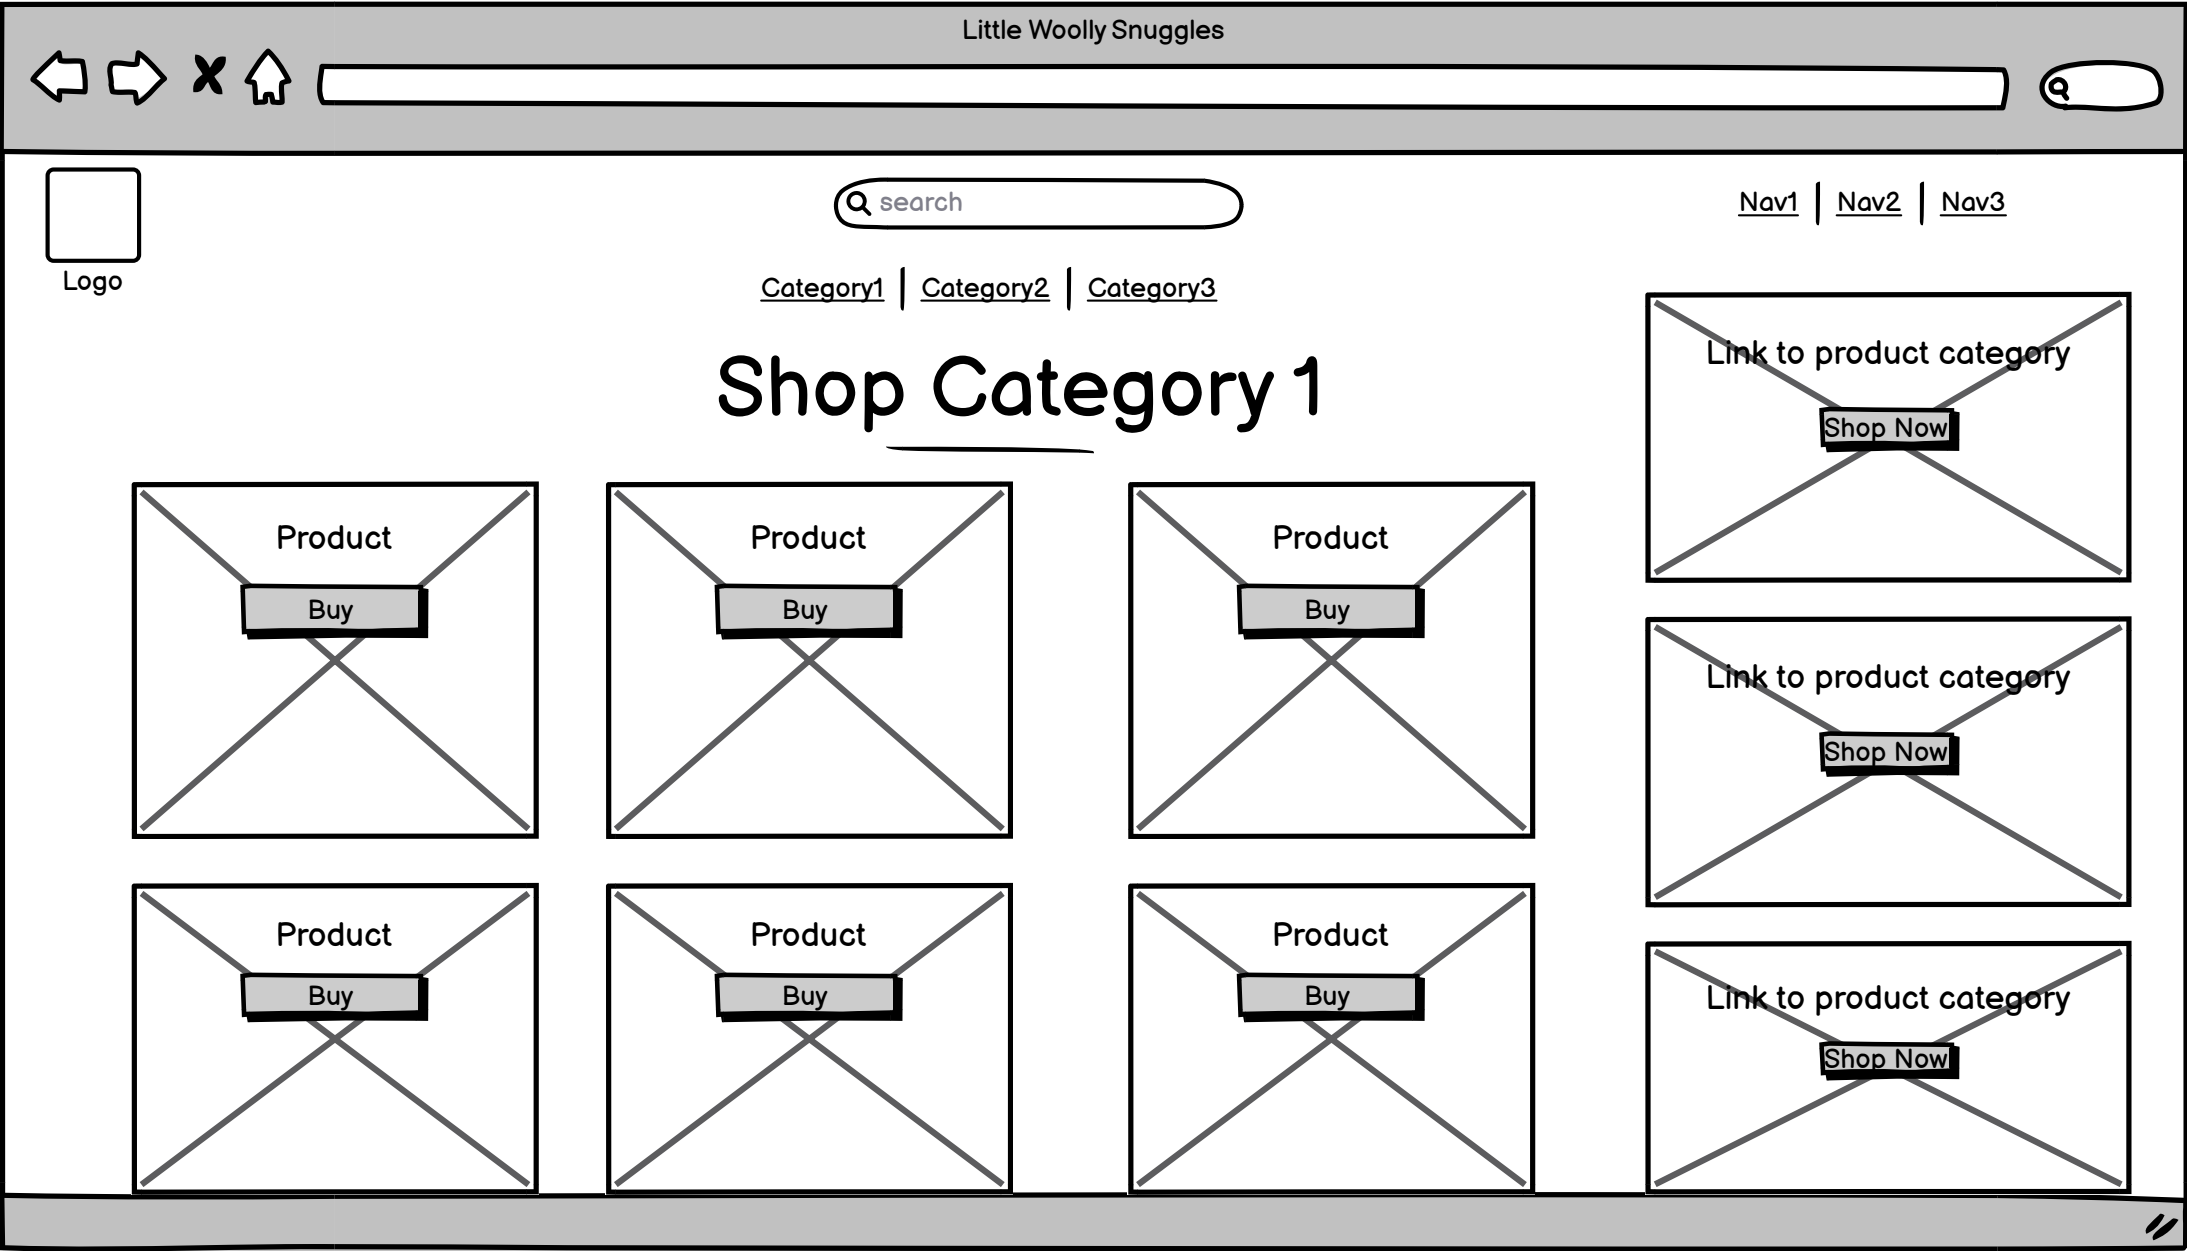 Little Woolly Snuggles
search
Nav1 Nav2 Nav3
Logo
Category1 Category2 Category3
Shop Category 1
Product
Buy
Product
Buy
Product
Buy
Product
Buy
Product
Buy
Product
Buy
Link to product category
Shop Now
Link to product category
Shop Now
Link to product category
Shop Now